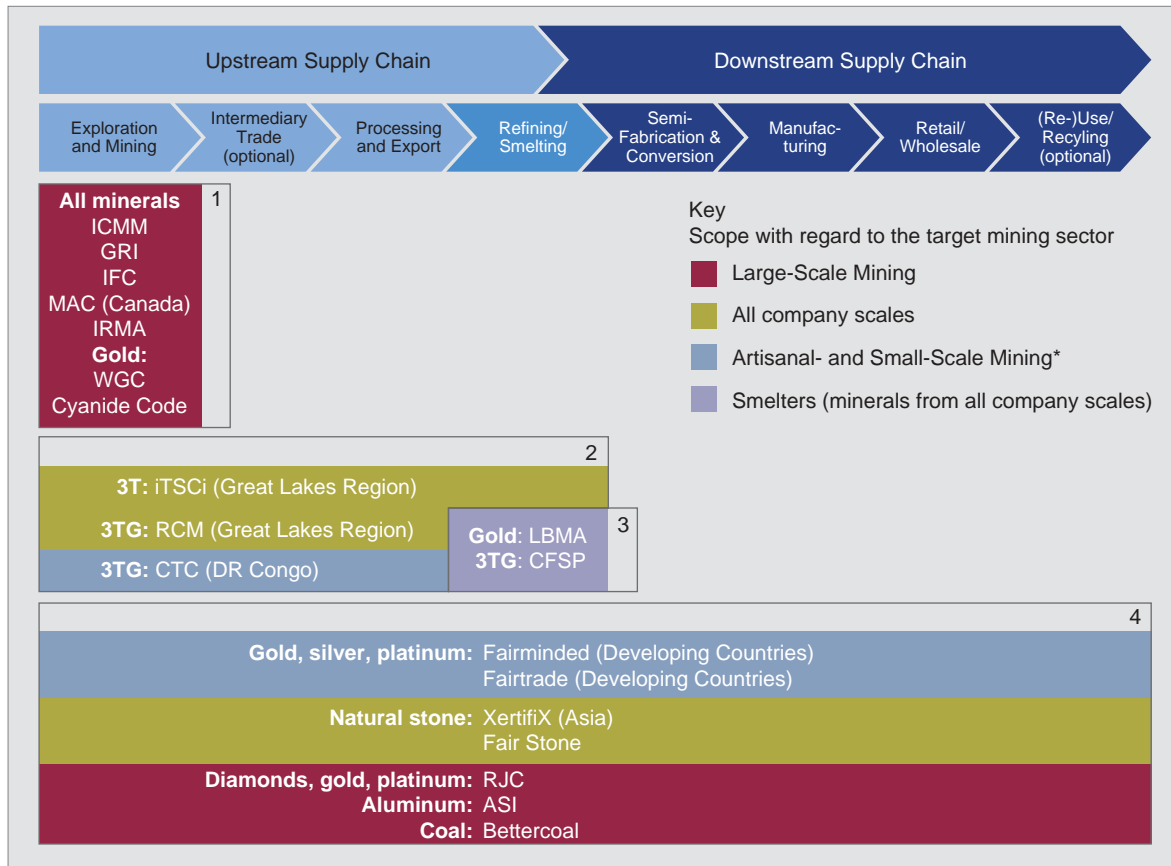 Upstream Supply Chain
Downstream Supply Chain
Exploration
and Mining
Intermediary
Trade
(optional)
Processing
and Export
Refining/
Smelting
Semi-
Fabrication &
Conversion
Manufac-
turing
Retail/
Wholesale
(Re-)Use/
Recyling
(optional)
All minerals
ICMM
GRI
IFC
MAC (Canada)
IRMA
Gold:
WGC
Cyanide Code
1
Key
Scope with regard to the target mining sector
Large-Scale Mining
All company scales
Artisanal- and Small-Scale Mining*
Smelters (minerals from all company scales)
2
3T: iTSCi (Great Lakes Region)
3TG: RCM (Great Lakes Region)
3TG: CTC (DR Congo)
3
Gold: LBMA
3TG: CFSP
4
Gold, silver, platinum: Fairminded (Developing Countries)
Fairtrade (Developing Countries)
Natural stone: XertifiX (Asia)
Fair Stone
Diamonds, gold, platinum: RJC
Aluminum: ASI
Coal: Bettercoal